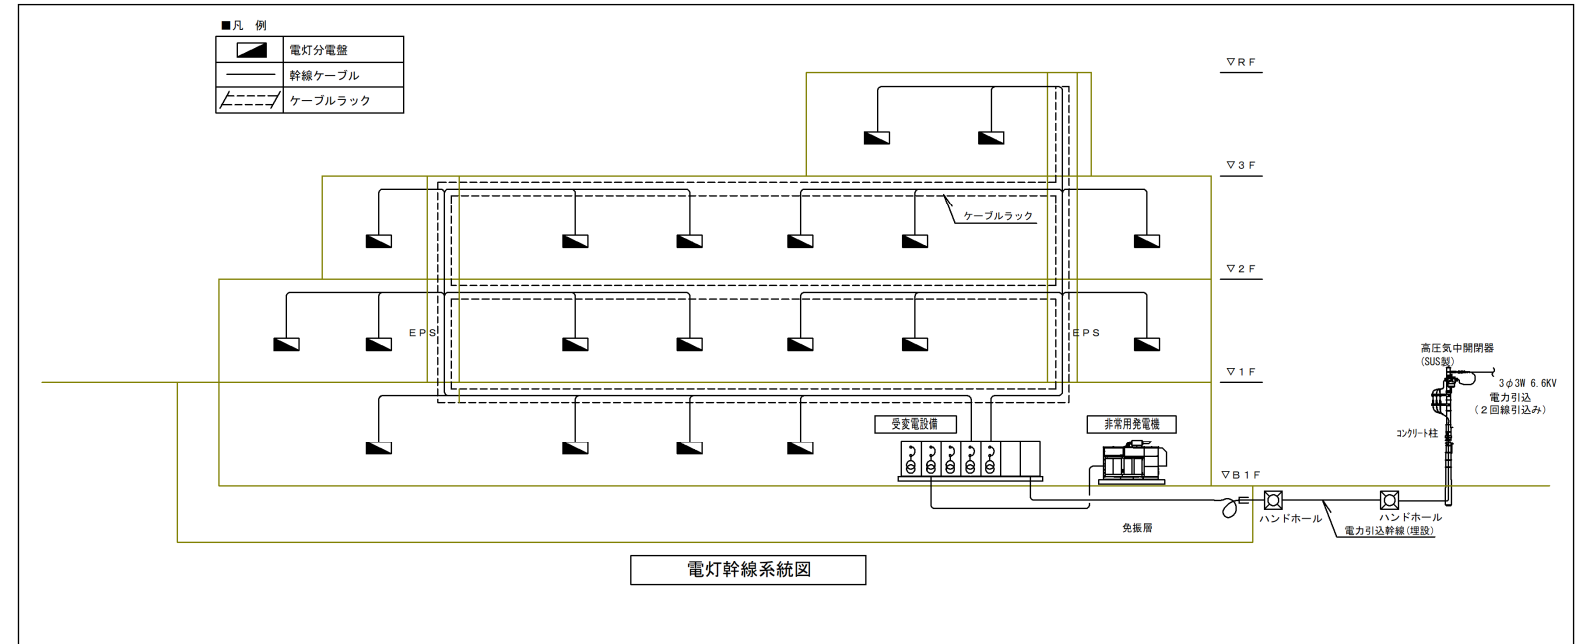 ■凡 例
電灯分電盤
幹線ケーブル
ケーブルラック
▽RF
▽3F
ケーブルラック
▽2F
EPS
EPS
高圧気中開閉器
(SUS製)
▽1F
3φ3W 6.6KV
電力引込
(2回線引込み)
受変電設備
非常用発電機
コンクリート柱
▽B1F
ハンドホール
ハンドホール
免振層
電力引込幹線(埋設)
電灯幹線系統図